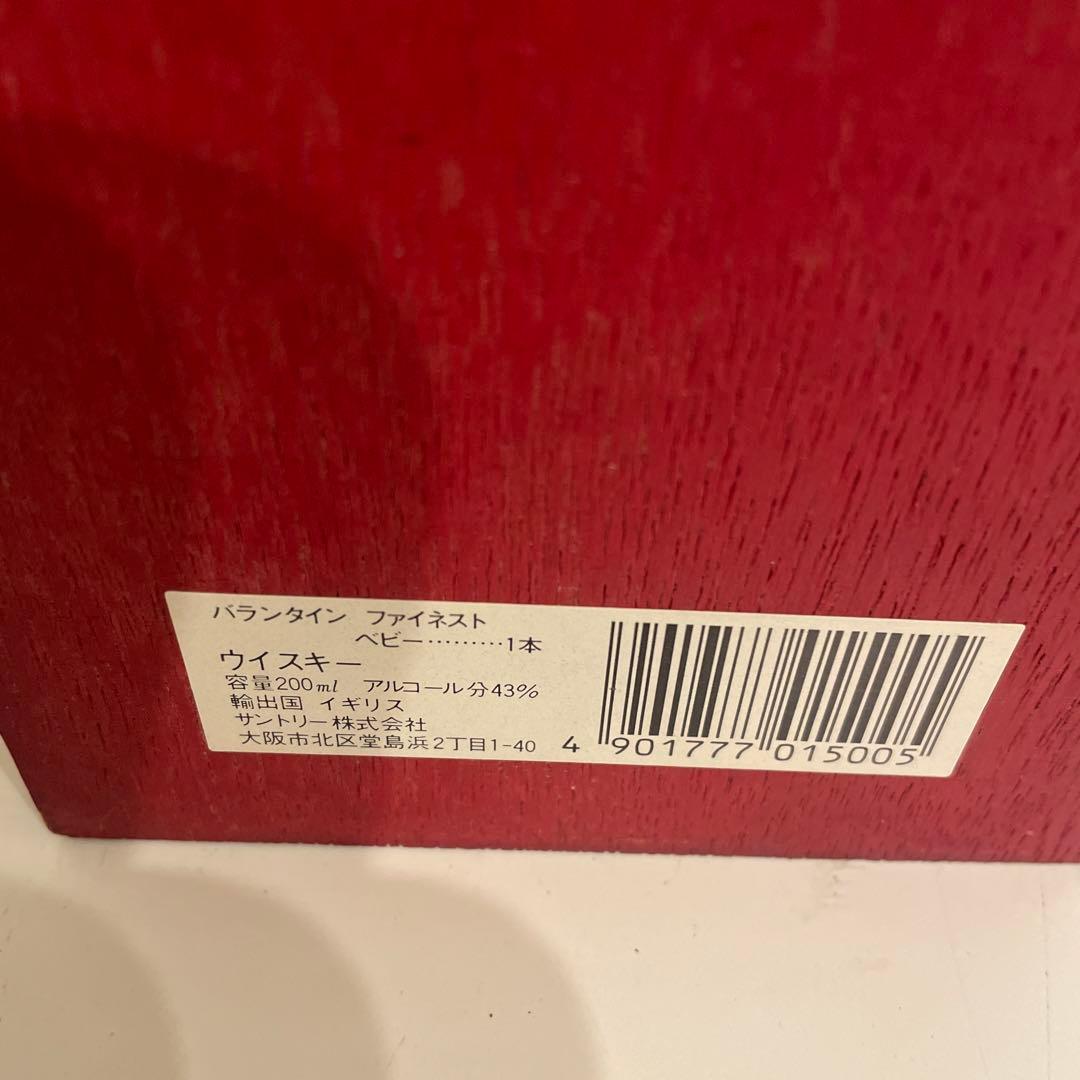 バランタイン ファイネスト
ベビー………1本
ウイスキー
容量200ml アルコール分43%
輸出国 イギリス
サントリー株式会社
大阪市北区堂島浜2丁目1-40
4 901777 015005